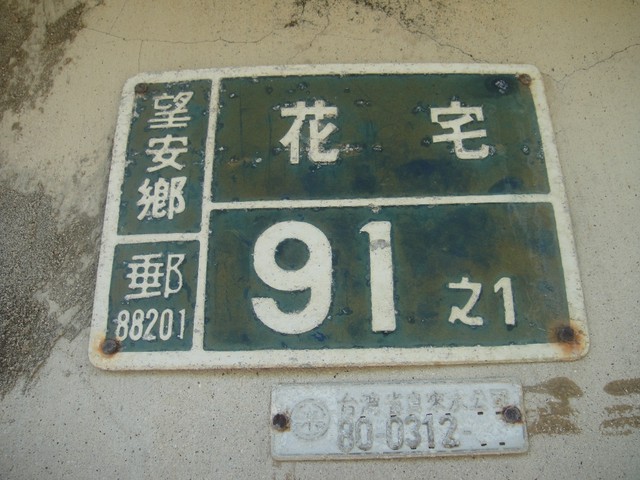 望安鄉
郵
88201
花宅
91之1
台灣省自來水公司
80-0312-